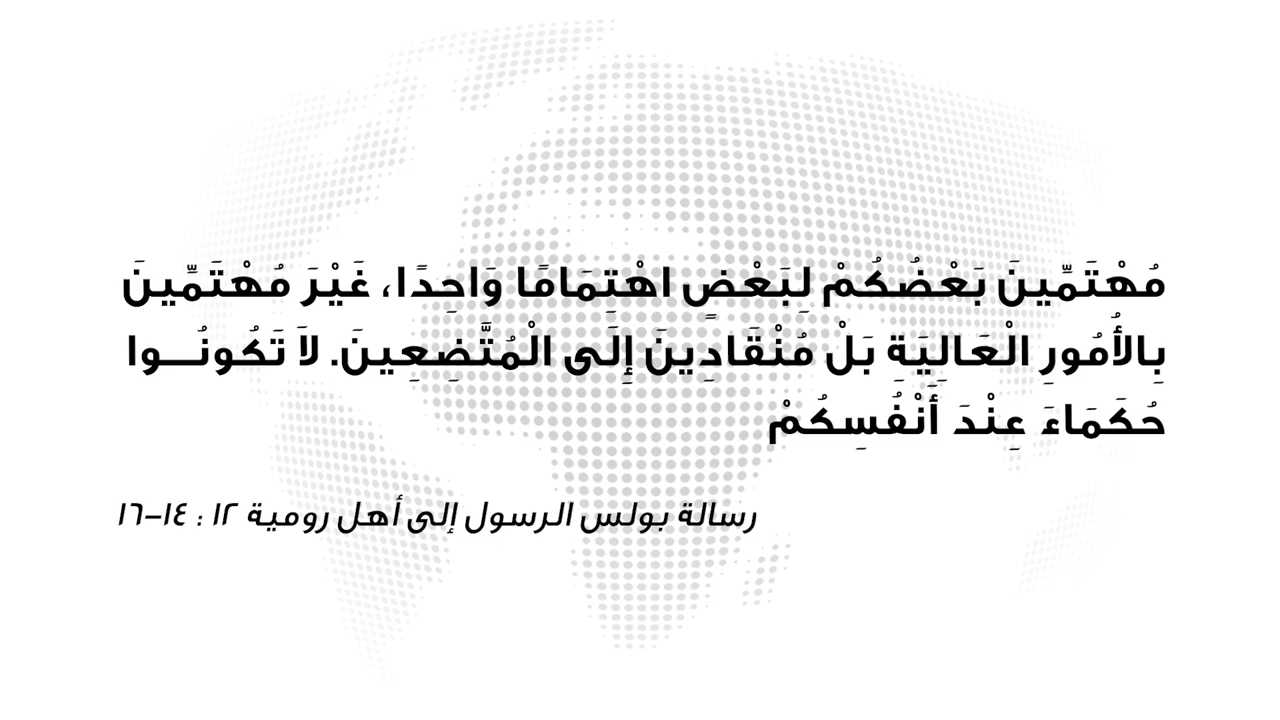 مُهْتَمِّينَ بَعْضُكُمْ لِبَعْضٍ اهْتِمَامًا وَاحِدًا، غَيْرَ مُهْتَمِّينَ
بِالأُمُورِ الْعَالِيَةِ بَلْ مُنْقَادِينَ إِلَى الْمُتَّضِعِينَ. لاَ تَكُونُـــوا
حُكَمَاءَ عِنْدَ أَنْفُسِكُمْ
رسالة بولس الرسول إلى أهل رومية ١٢ : ١٤-١٦